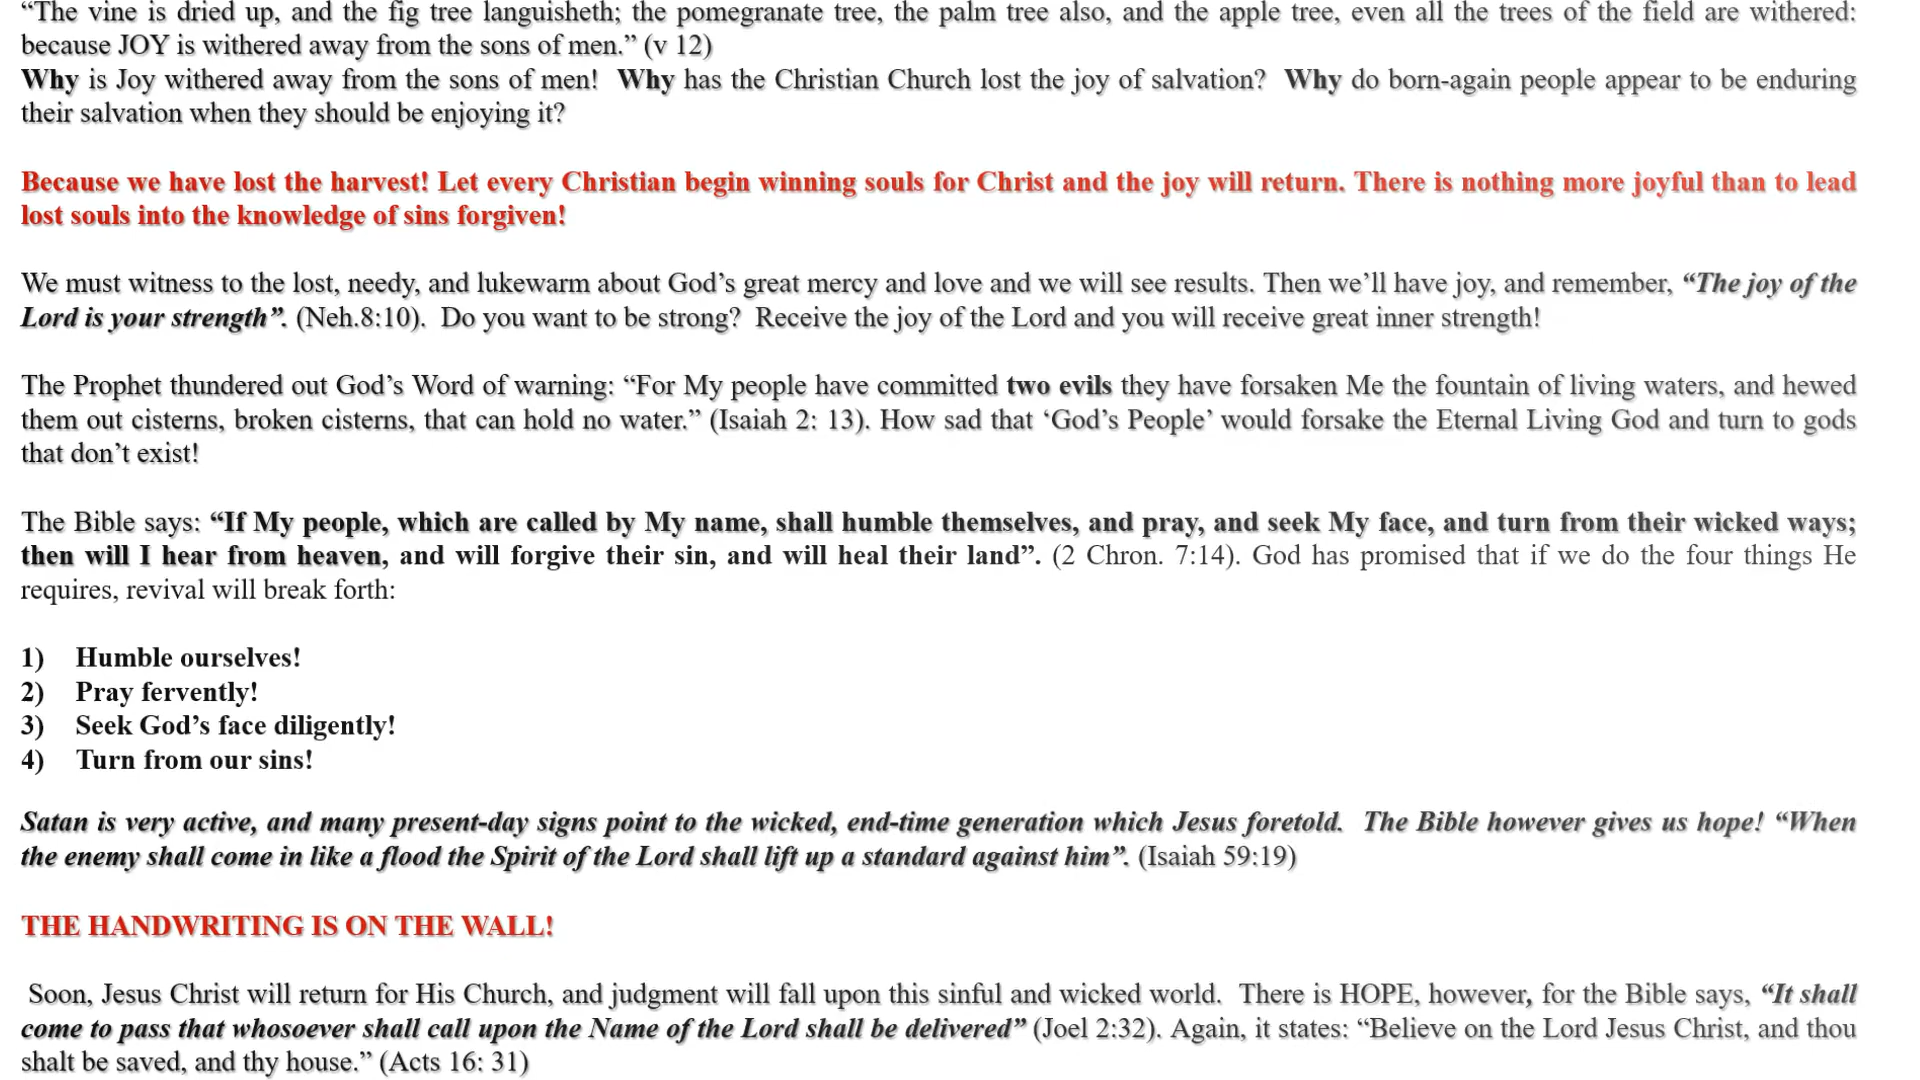 “The vine is dried up, and the fig tree languisheth; the pomegranate tree, the palm tree also, and the apple tree, even all the trees of the field are withered:
because JOY is withered away from the sons of men.” (v 12)
Why is Joy withered away from the sons of men!  Why has the Christian Church lost the joy of salvation?  Why do born-again people appear to be enduring
their salvation when they should be enjoying it?
Because we have lost the harvest! Let every Christian begin winning souls for Christ and the joy will return. There is nothing more joyful than to lead
lost souls into the knowledge of sins forgiven!
We must witness to the lost, needy, and lukewarm about God’s great mercy and love and we will see results. Then we’ll have joy, and remember, “The joy of the
Lord is your strength”. (Neh.8:10).  Do you want to be strong?  Receive the joy of the Lord and you will receive great inner strength!
The Prophet thundered out God’s Word of warning: “For My people have committed two evils they have forsaken Me the fountain of living waters, and hewed
them out cisterns, broken cisterns, that can hold no water.” (Isaiah 2: 13). How sad that ‘God’s People’ would forsake the Eternal Living God and turn to gods
that don’t exist!
The Bible says: “If My people, which are called by My name, shall humble themselves, and pray, and seek My face, and turn from their wicked ways;
then will I hear from heaven, and will forgive their sin, and will heal their land”. (2 Chron. 7:14). God has promised that if we do the four things He
requires, revival will break forth:
1) Humble ourselves!
2) Pray fervently!
3) Seek God’s face diligently!
4) Turn from our sins!
Satan is very active, and many present-day signs point to the wicked, end-time generation which Jesus foretold.  The Bible however gives us hope! “When
the enemy shall come in like a flood the Spirit of the Lord shall lift up a standard against him”. (Isaiah 59:19)
THE HANDWRITING IS ON THE WALL!
Soon, Jesus Christ will return for His Church, and judgment will fall upon this sinful and wicked world.  There is HOPE, however, for the Bible says, “It shall
come to pass that whosoever shall call upon the Name of the Lord shall be delivered” (Joel 2:32). Again, it states: “Believe on the Lord Jesus Christ, and thou
shalt be saved, and thy house.” (Acts 16: 31)